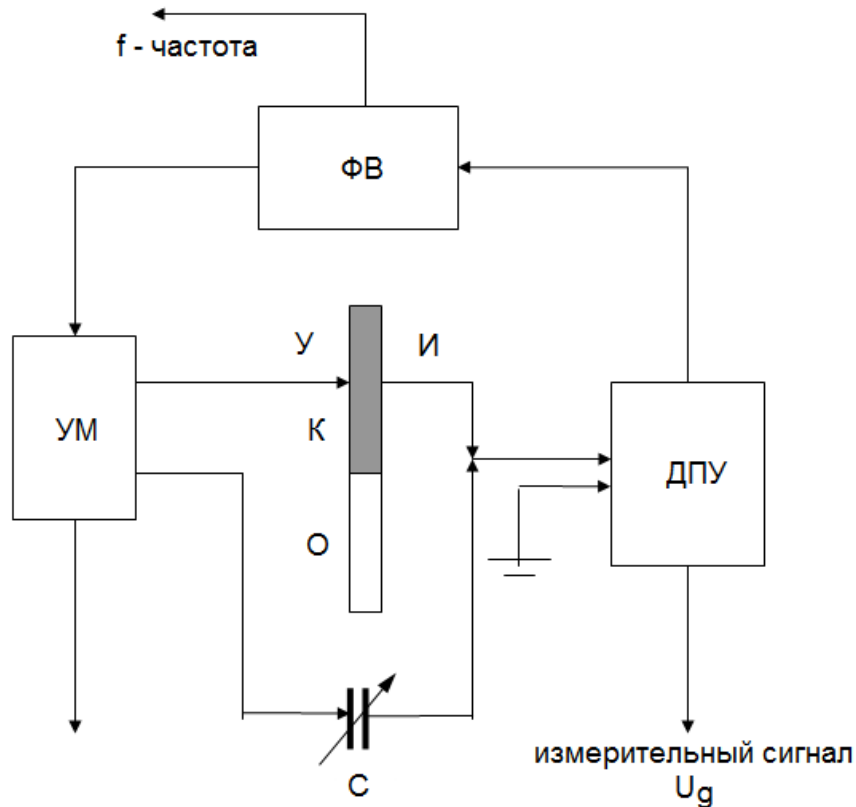 f - частота
ФВ
У
И
УМ
К
ДПУ
О
С
измерительный сигнал
Ug